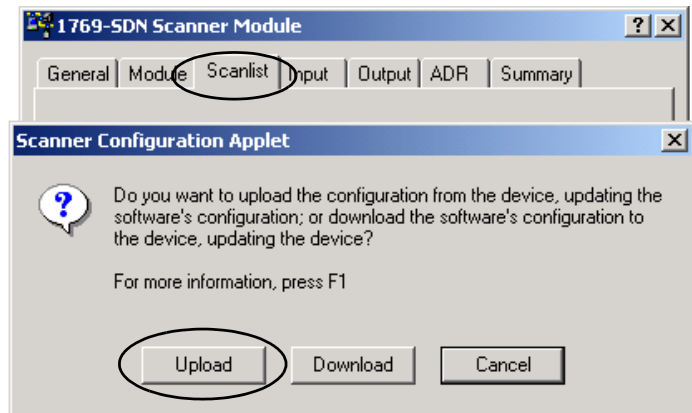 1769-SDN Scanner Module
General Module Scanlist Input Output ADR Summary
Scanner Configuration Applet
Do you want to upload the configuration from the device, updating the
software's configuration; or download the software's configuration to
the device, updating the device?
For more information, press F1
Upload Download Cancel